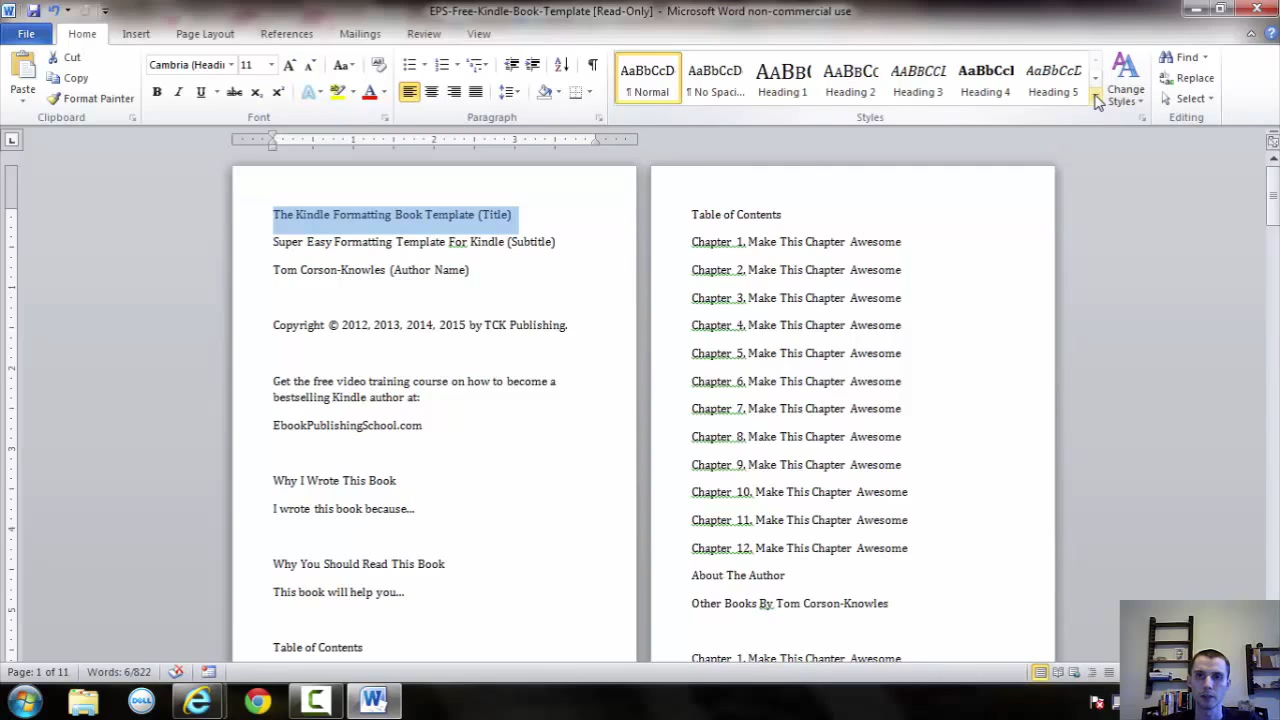 EPS-Free-Kindle-Book-Template [Read-Only] - Microsoft Word non-commercial use
File Home Insert Page Layout References Mailings Review View
Paste
Cut
Copy
Format Painter
Clipboard
Cambria (Headi 11
B I U abc x₂ x² A A
Font
Paragraph
AaBbCcD AaBbCcD AaBb( AaBbCc AaBbCcI AaBbCcI AaBbCcD
¶ Normal ¶ No Spaci... Heading 1 Heading 2 Heading 3 Heading 4 Heading 5
Styles
Change
Styles
Find
Replace
Select
Editing
1 2 3
The Kindle Formatting Book Template (Title)
Super Easy Formatting Template For Kindle (Subtitle)
Tom Corson-Knowles (Author Name)
Copyright © 2012, 2013, 2014, 2015 by TCK Publishing.
Get the free video training course on how to become a
bestselling Kindle author at:
EbookPublishingSchool.com
Why I Wrote This Book
I wrote this book because...
Why You Should Read This Book
This book will help you...
Table of Contents
Table of Contents
Chapter 1, Make This Chapter Awesome
Chapter 2, Make This Chapter Awesome
Chapter 3, Make This Chapter Awesome
Chapter 4, Make This Chapter Awesome
Chapter 5, Make This Chapter Awesome
Chapter 6, Make This Chapter Awesome
Chapter 7, Make This Chapter Awesome
Chapter 8, Make This Chapter Awesome
Chapter 9, Make This Chapter Awesome
Chapter 10, Make This Chapter Awesome
Chapter 11, Make This Chapter Awesome
Chapter 12, Make This Chapter Awesome
About The Author
Other Books By Tom Corson-Knowles
Chapter 1, Make This Chapter Awesome
Page: 1 of 11 Words: 6/822
DELL